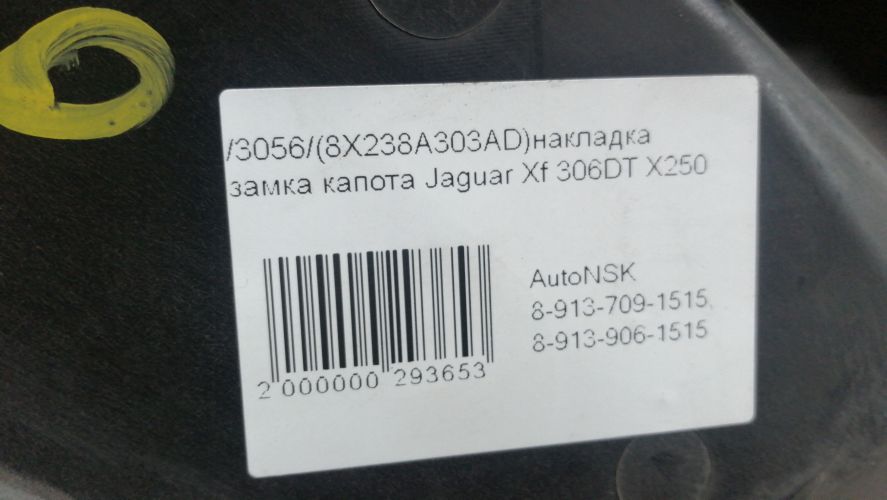 /3056/(8X238A303AD)накладка
замка капота Jaguar Xf 306DT X250
AutoNSK
8-913-709-1515
8-913-906-1515
2 000000 293653